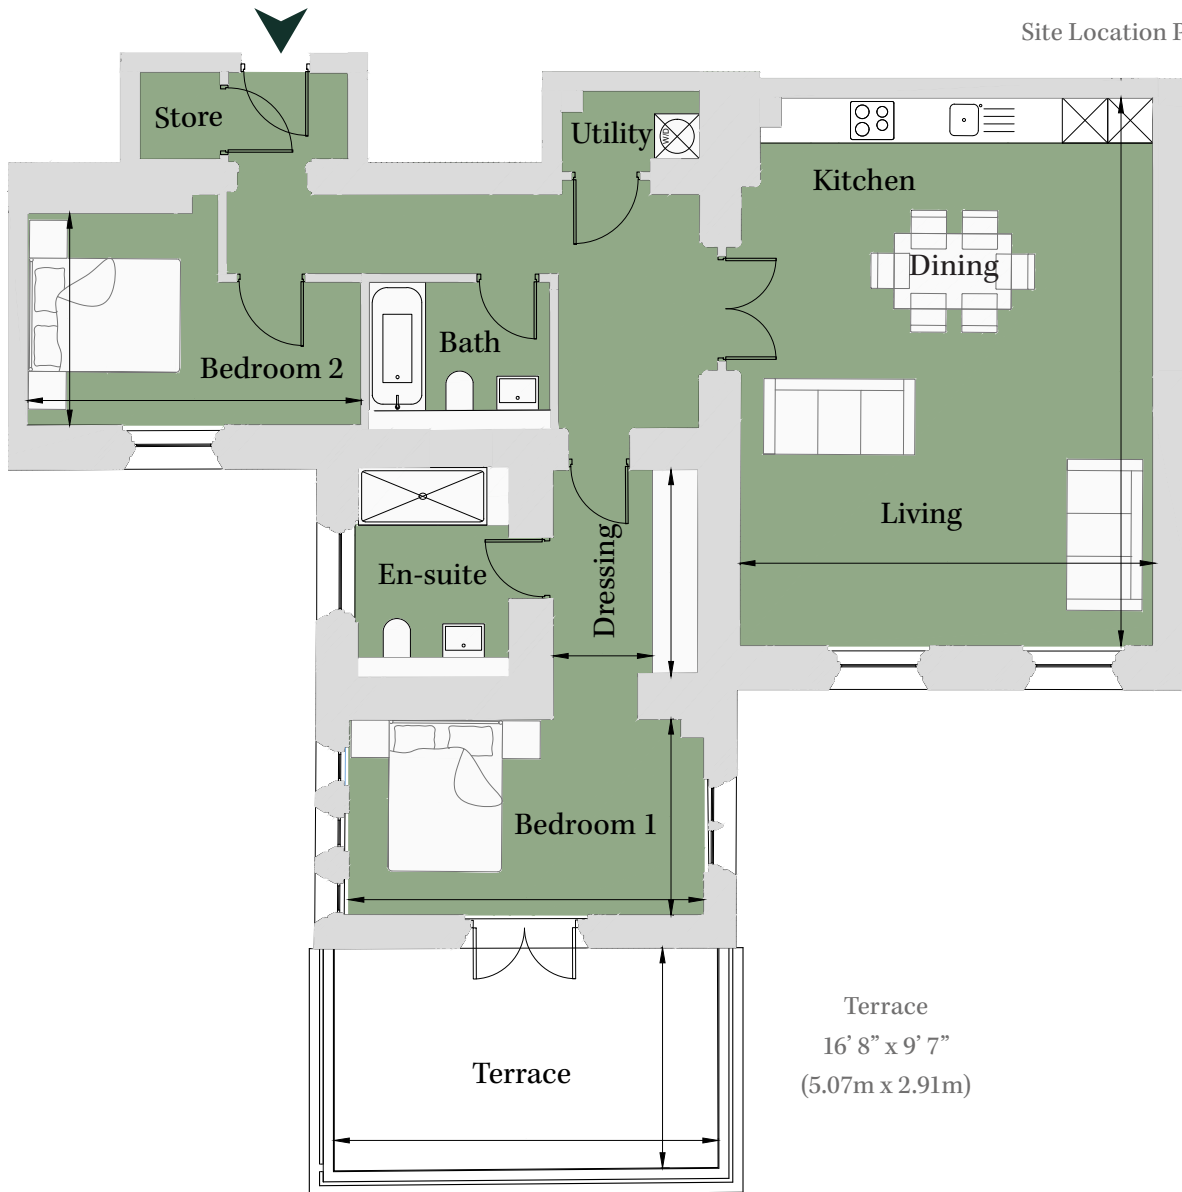 Site Location P
Store
Utility
W/D
Kitchen
Dining
Bath
Bedroom 2
Living
En-suite
Dressing
Bedroom 1
Terrace
16’ 8” x 9’ 7”
(5.07m x 2.91m)
Terrace